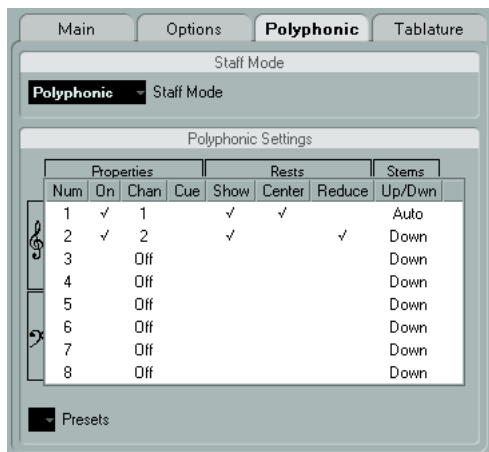 Main Options Polyphonic Tablature
Staff Mode
Polyphonic Staff Mode
Polyphonic Settings
Properties Rests Stems
Num On Chan Cue Show Center Reduce Up/Dwn
1 √ 1 √ √ Auto
2 √ 2 √ √ Down
3 Off Down
4 Off Down
5 Off Down
6 Off Down
7 Off Down
8 Off Down
Presets